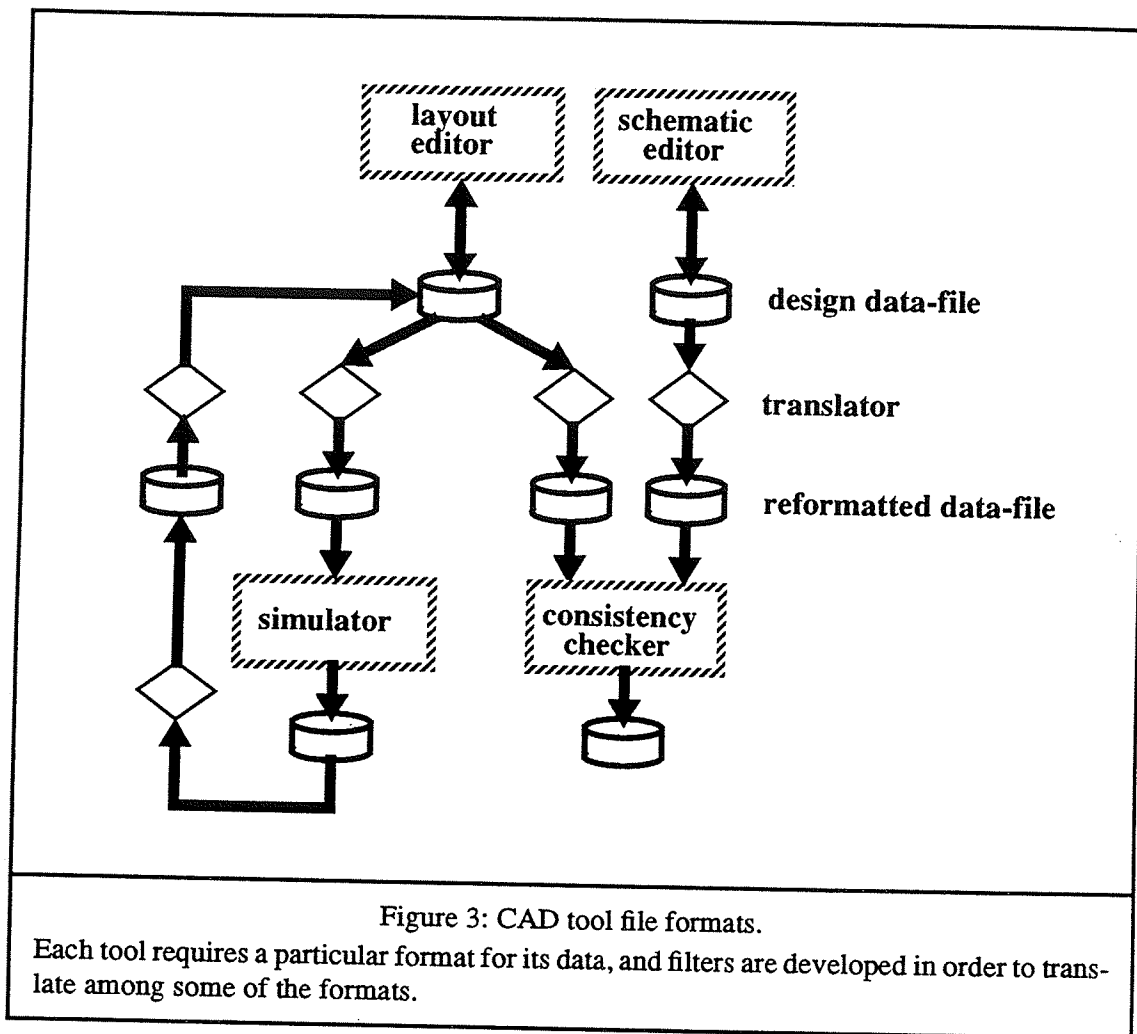 layout
editor
schematic
editor
design data-file
translator
reformatted data-file
simulator
consistency
checker
Figure 3: CAD tool file formats.
Each tool requires a particular format for its data, and filters are developed in order to trans-
late among some of the formats.